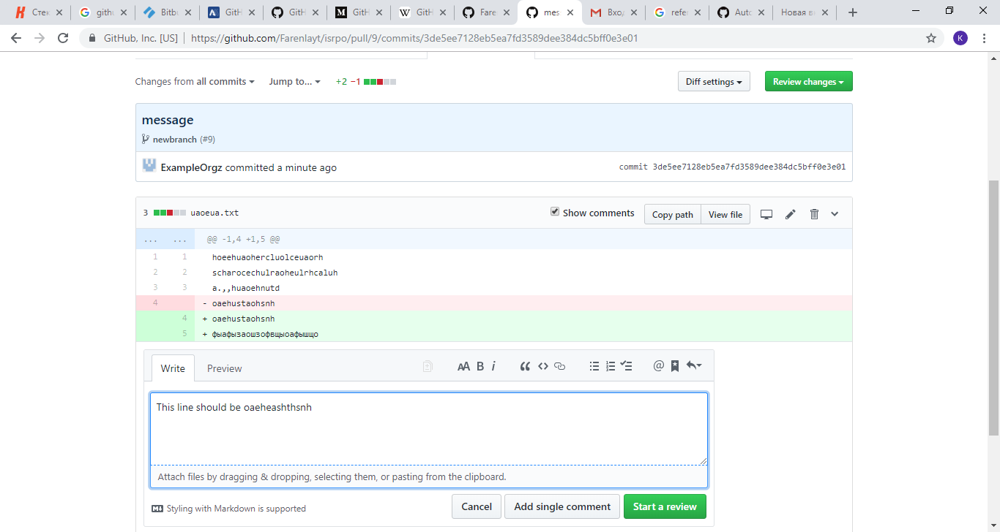 Стек githu Bitbu GitH GitH GitH GitH Fare mes Вход refer Auto Новая в
GitHub, Inc. [US] https://github.com/Farenlayt/isrpo/pull/9/commits/3de5ee7128eb5ea7fd3589dee384dc5bff0e3e01 K
Changes from all commits Jump to... +2 −1 Diff settings Review changes
message
newbranch (#9)
ExampleOrgz committed a minute ago commit 3de5ee7128eb5ea7fd3589dee384dc5bff0e3e01
3 uaoeua.txt Show comments Copy path View file
... ... @@ -1,4 +1,5 @@
1 1 hoeehuaohercluolceuaorh
2 2 scharocechulraoheulrhcaluh
3 3 a.,,huaoehnutd
4 - oaehustaohsnh
4 + oaehustaohsnh
5 + фыафызаошзофвщыоафышщо
Write Preview AA B i @
This line should be oaeheashthsnh
Attach files by dragging & dropping, selecting them, or pasting from the clipboard.
Styling with Markdown is supported Cancel Add single comment Start a review